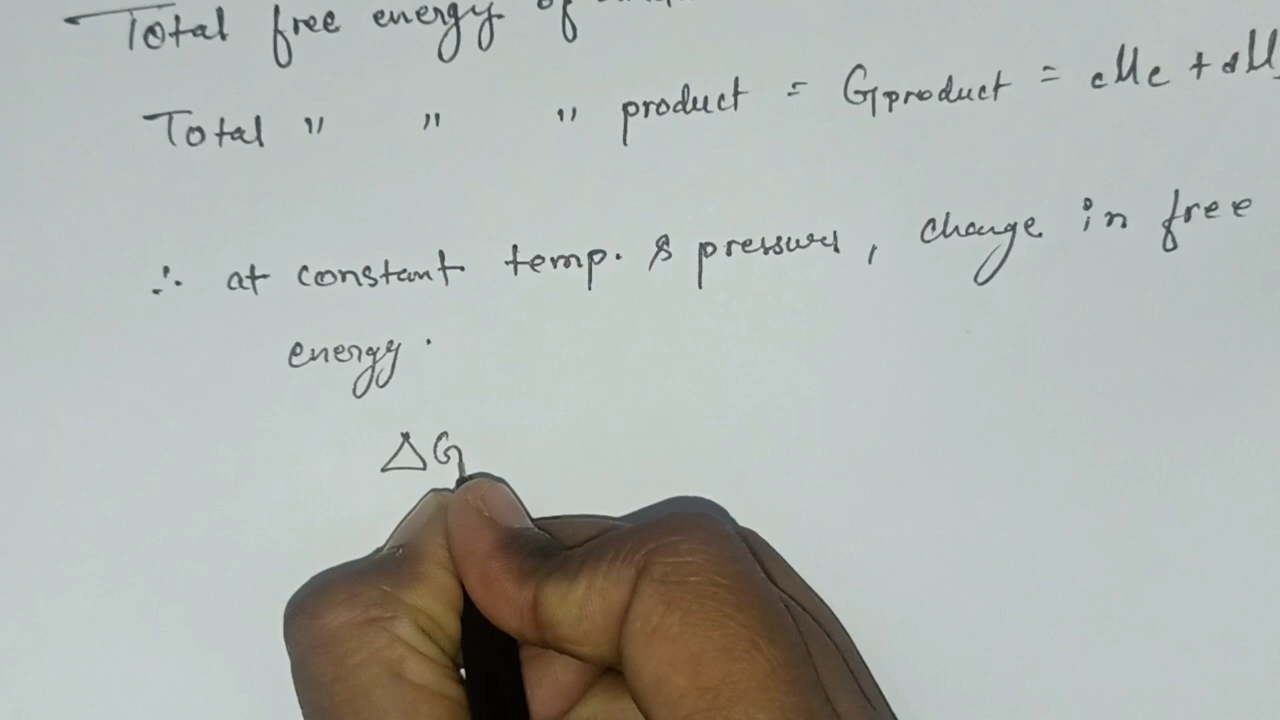 Total free energy of
Total " " " product = Gproduct = cμc + dμ
∴ at constant temp. & pressure, change in free
energy.
ΔG